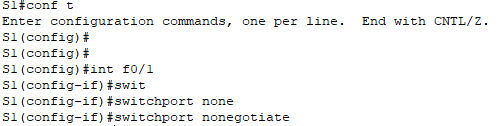 S1#conf t
Enter configuration commands, one per line.  End with CNTL/Z.
S1(config)#
S1(config)#
S1(config)#int f0/1
S1(config-if)#swit
S1(config-if)#switchport none
S1(config-if)#switchport nonegotiate